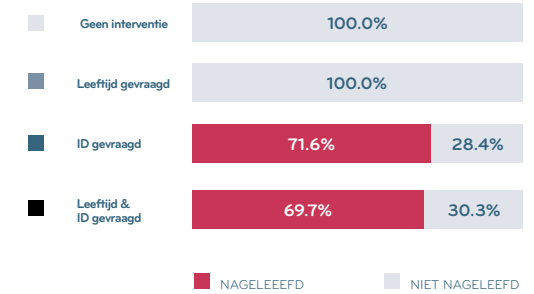 Geen interventie 100.0%
Leeftijd gevraagd 100.0%
ID gevraagd 71.6% 28.4%
Leeftijd &
ID gevraagd 69.7% 30.3%
NAGELEEEFD NIET NAGELEEFD